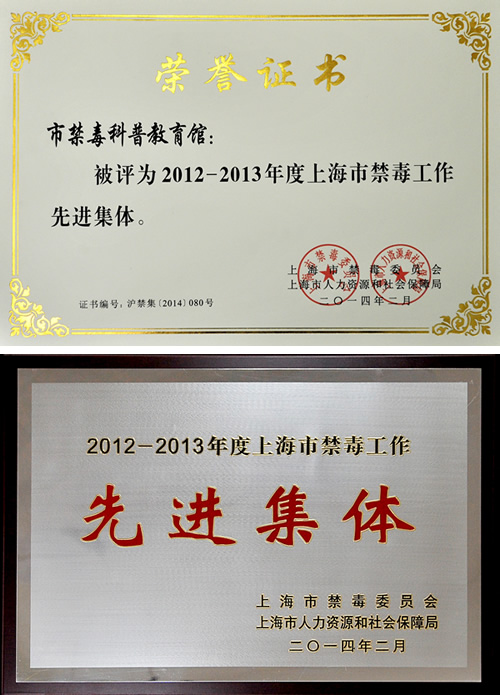 荣誉证书
市禁毒科普教育馆：
被评为2012-2013年度上海市禁毒工作
先进集体。
上海市禁毒委员会
上海市人力资源和社会保障局
二〇一四年二月
证书编号：沪禁集〔2014〕080号
2012-2013年度上海市禁毒工作
先进集体
上海市禁毒委员会
上海市人力资源和社会保障局
二〇一四年二月